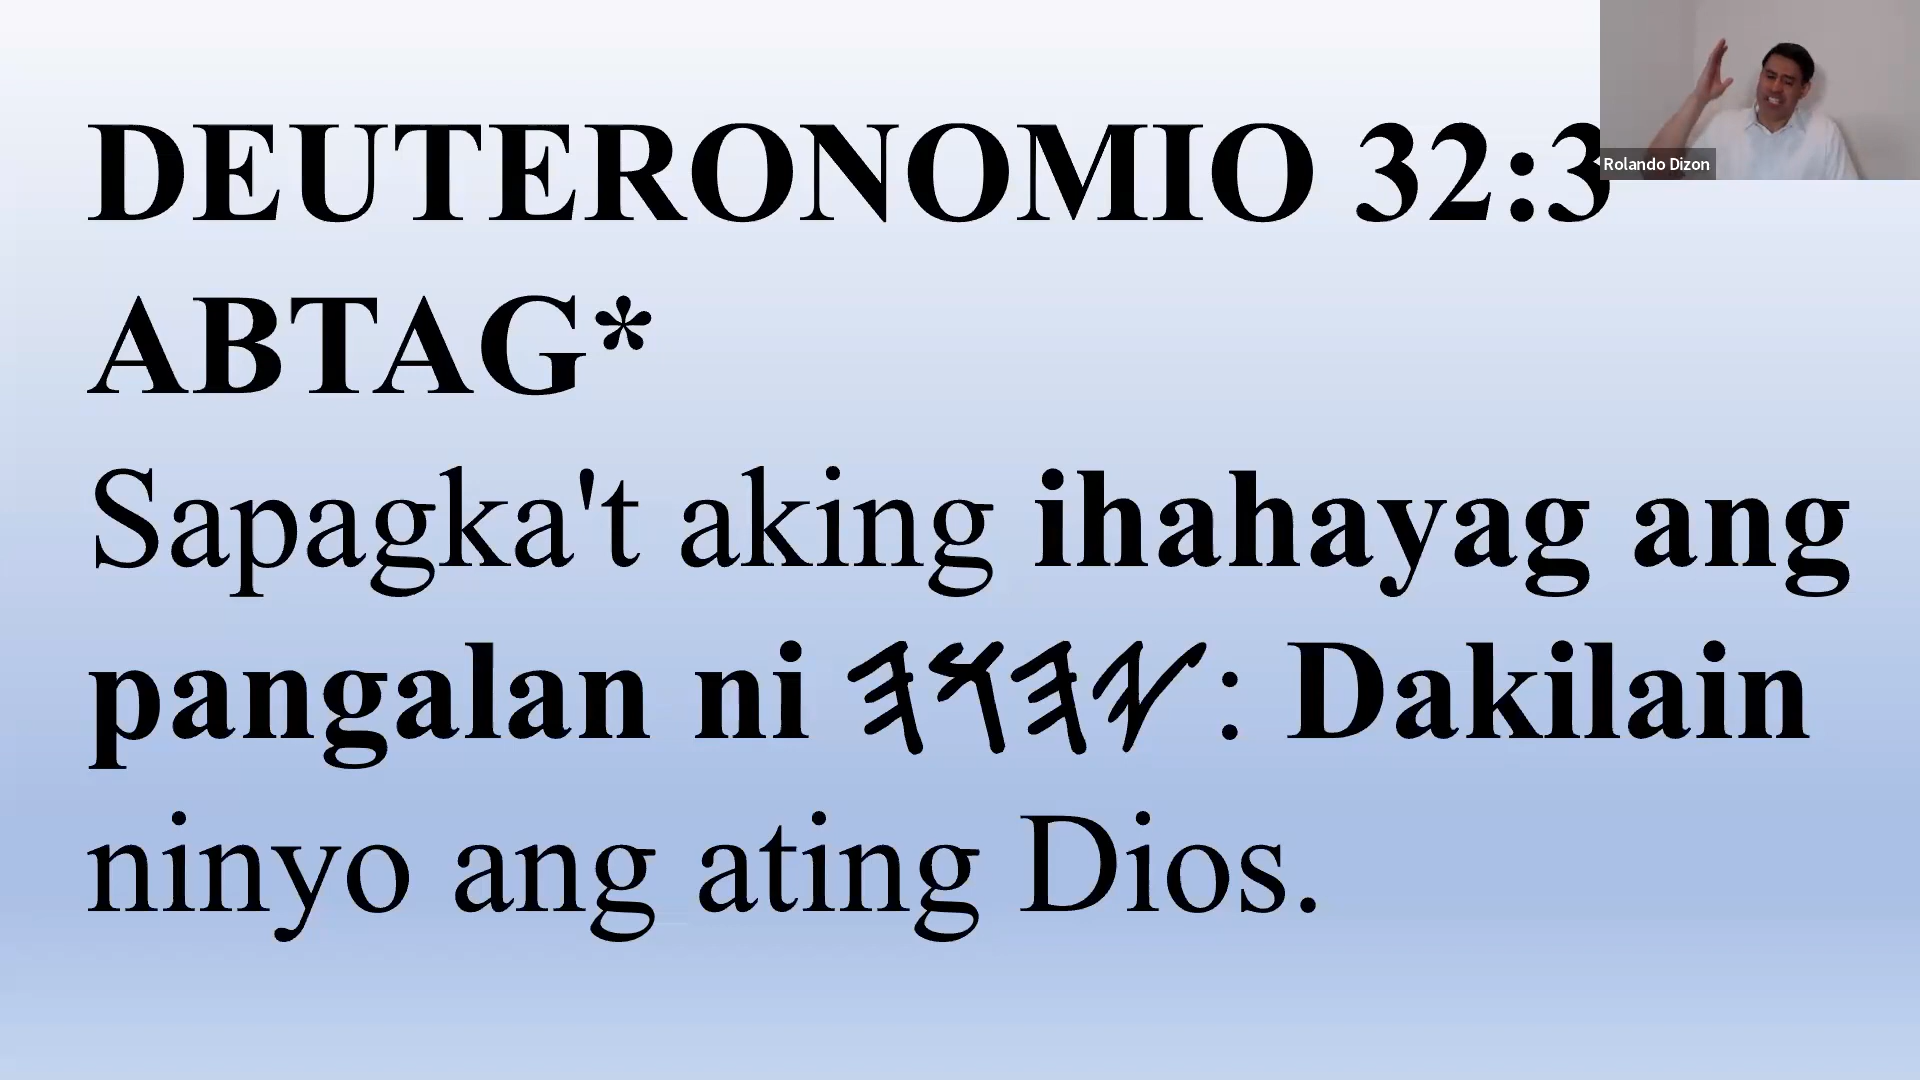 DEUTERONOMIO 32:3
Rolando Dizon
ABTAG*
Sapagka't aking ihahayag ang
pangalan ni 𐤉𐤄𐤅𐤄: Dakilain
ninyo ang ating Dios.